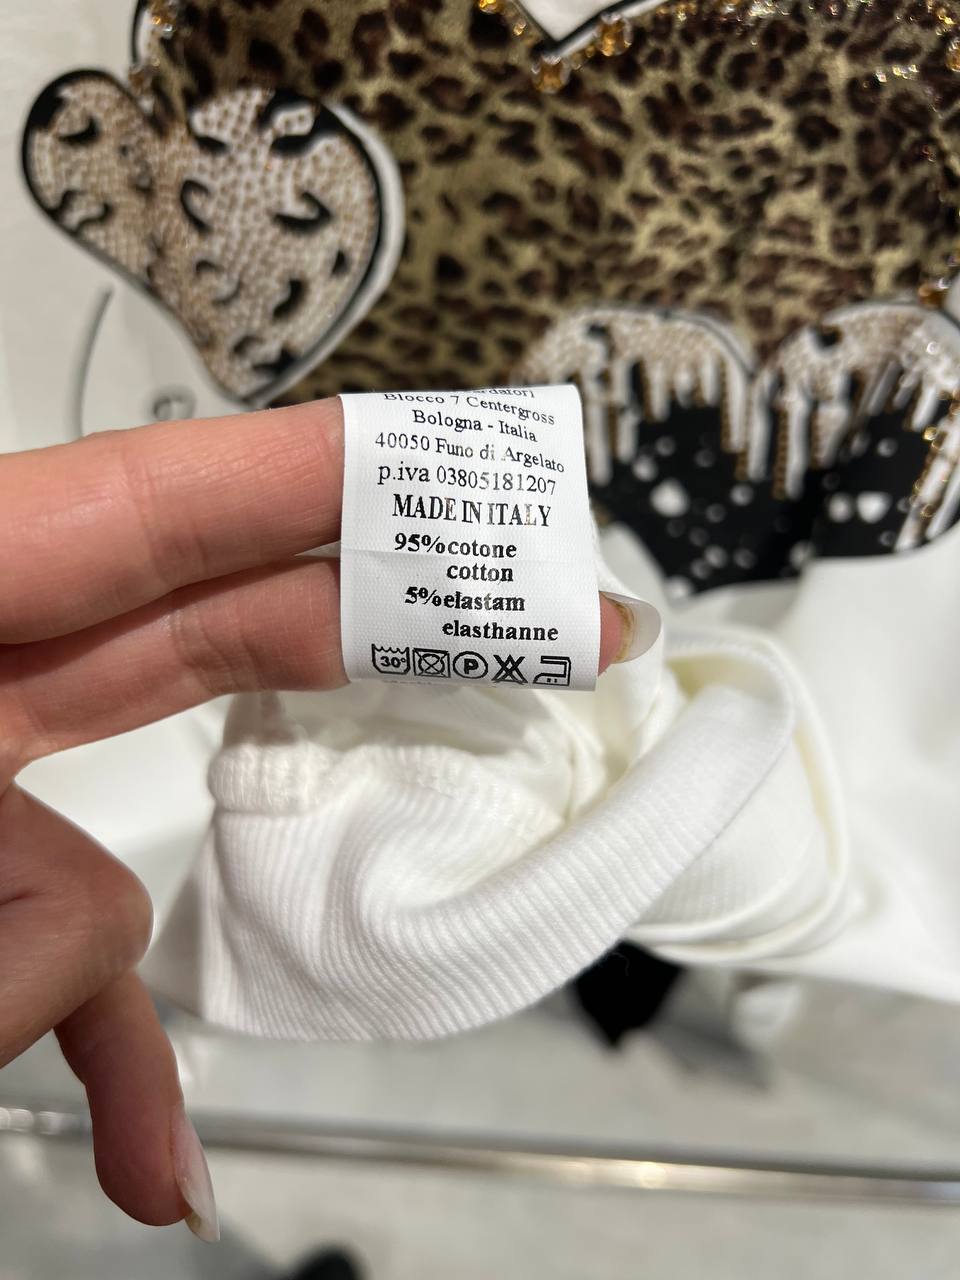 Blocco 7 Centergross
Bologna - Italia
40050 Funo di Argelato
p.iva 03805181207
MADE IN ITALY
95%cotone
cotton
5%elastam
elasthanne
30°
P